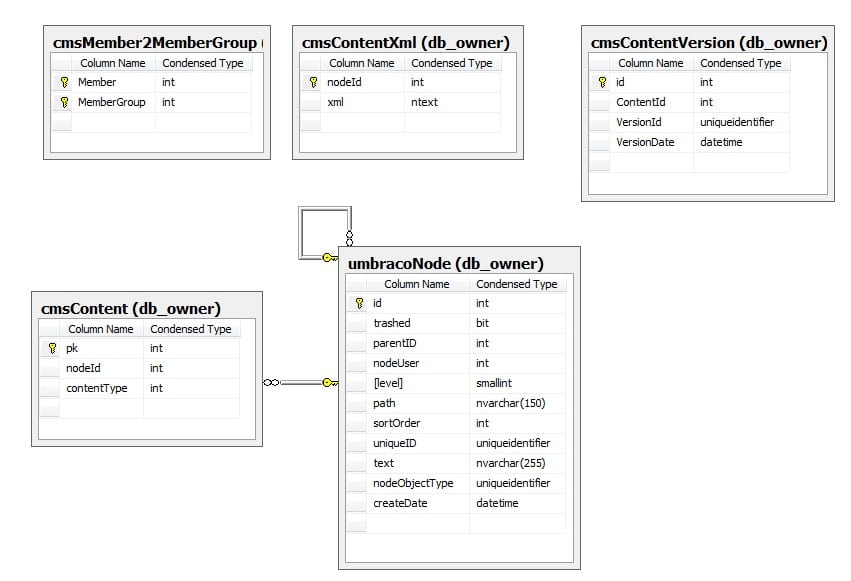 cmsMember2MemberGroup (
Column Name Condensed Type
Member int
MemberGroup int
cmsContentXml (db_owner)
Column Name Condensed Type
nodeId int
xml ntext
cmsContentVersion (db_owner)
Column Name Condensed Type
id int
ContentId int
VersionId uniqueidentifier
VersionDate datetime
cmsContent (db_owner)
Column Name Condensed Type
pk int
nodeId int
contentType int
umbracoNode (db_owner)
Column Name Condensed Type
id int
trashed bit
parentID int
nodeUser int
[level] smallint
path nvarchar(150)
sortOrder int
uniqueID uniqueidentifier
text nvarchar(255)
nodeObjectType uniqueidentifier
createDate datetime